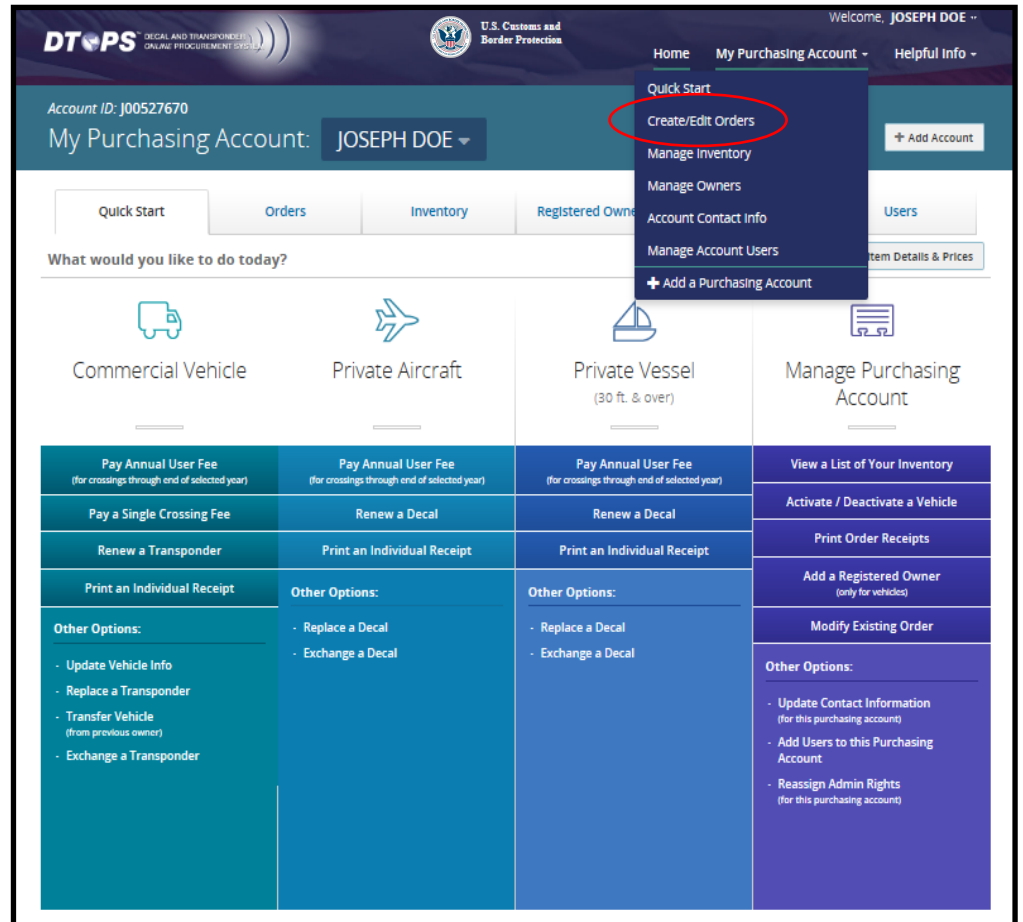 Welcome, JOSEPH DOE
DTOPS DECAL AND TRANSPONDER
ONLINE PROCUREMENT SYSTEM
U.S. Customs and
Border Protection
Home My Purchasing Account Helpful Info
Account ID: J00527670
My Purchasing Account: JOSEPH DOE
+ Add Account
Quick Start
Create/Edit Orders
Manage Inventory
Manage Owners
Account Contact Info
Manage Account Users
+ Add a Purchasing Account
Quick Start Orders Inventory Registered Owne Users
What would you like to do today?
tem Details & Prices
Commercial Vehicle
Pay Annual User Fee
(for crossings through end of selected year)
Pay a Single Crossing Fee
Renew a Transponder
Print an Individual Receipt
Other Options:
- Update Vehicle Info
- Replace a Transponder
- Transfer Vehicle
(from previous owner)
- Exchange a Transponder
Private Aircraft
Pay Annual User Fee
(for crossings through end of selected year)
Renew a Decal
Print an Individual Receipt
Other Options:
- Replace a Decal
- Exchange a Decal
Private Vessel
(30 ft. & over)
Pay Annual User Fee
(for crossings through end of selected year)
Renew a Decal
Print an Individual Receipt
Other Options:
- Replace a Decal
- Exchange a Decal
Manage Purchasing
Account
View a List of Your Inventory
Activate / Deactivate a Vehicle
Print Order Receipts
Add a Registered Owner
(only for vehicles)
Modify Existing Order
Other Options:
- Update Contact Information
(for this purchasing account)
- Add Users to this Purchasing
Account
- Reassign Admin Rights
(for this purchasing account)